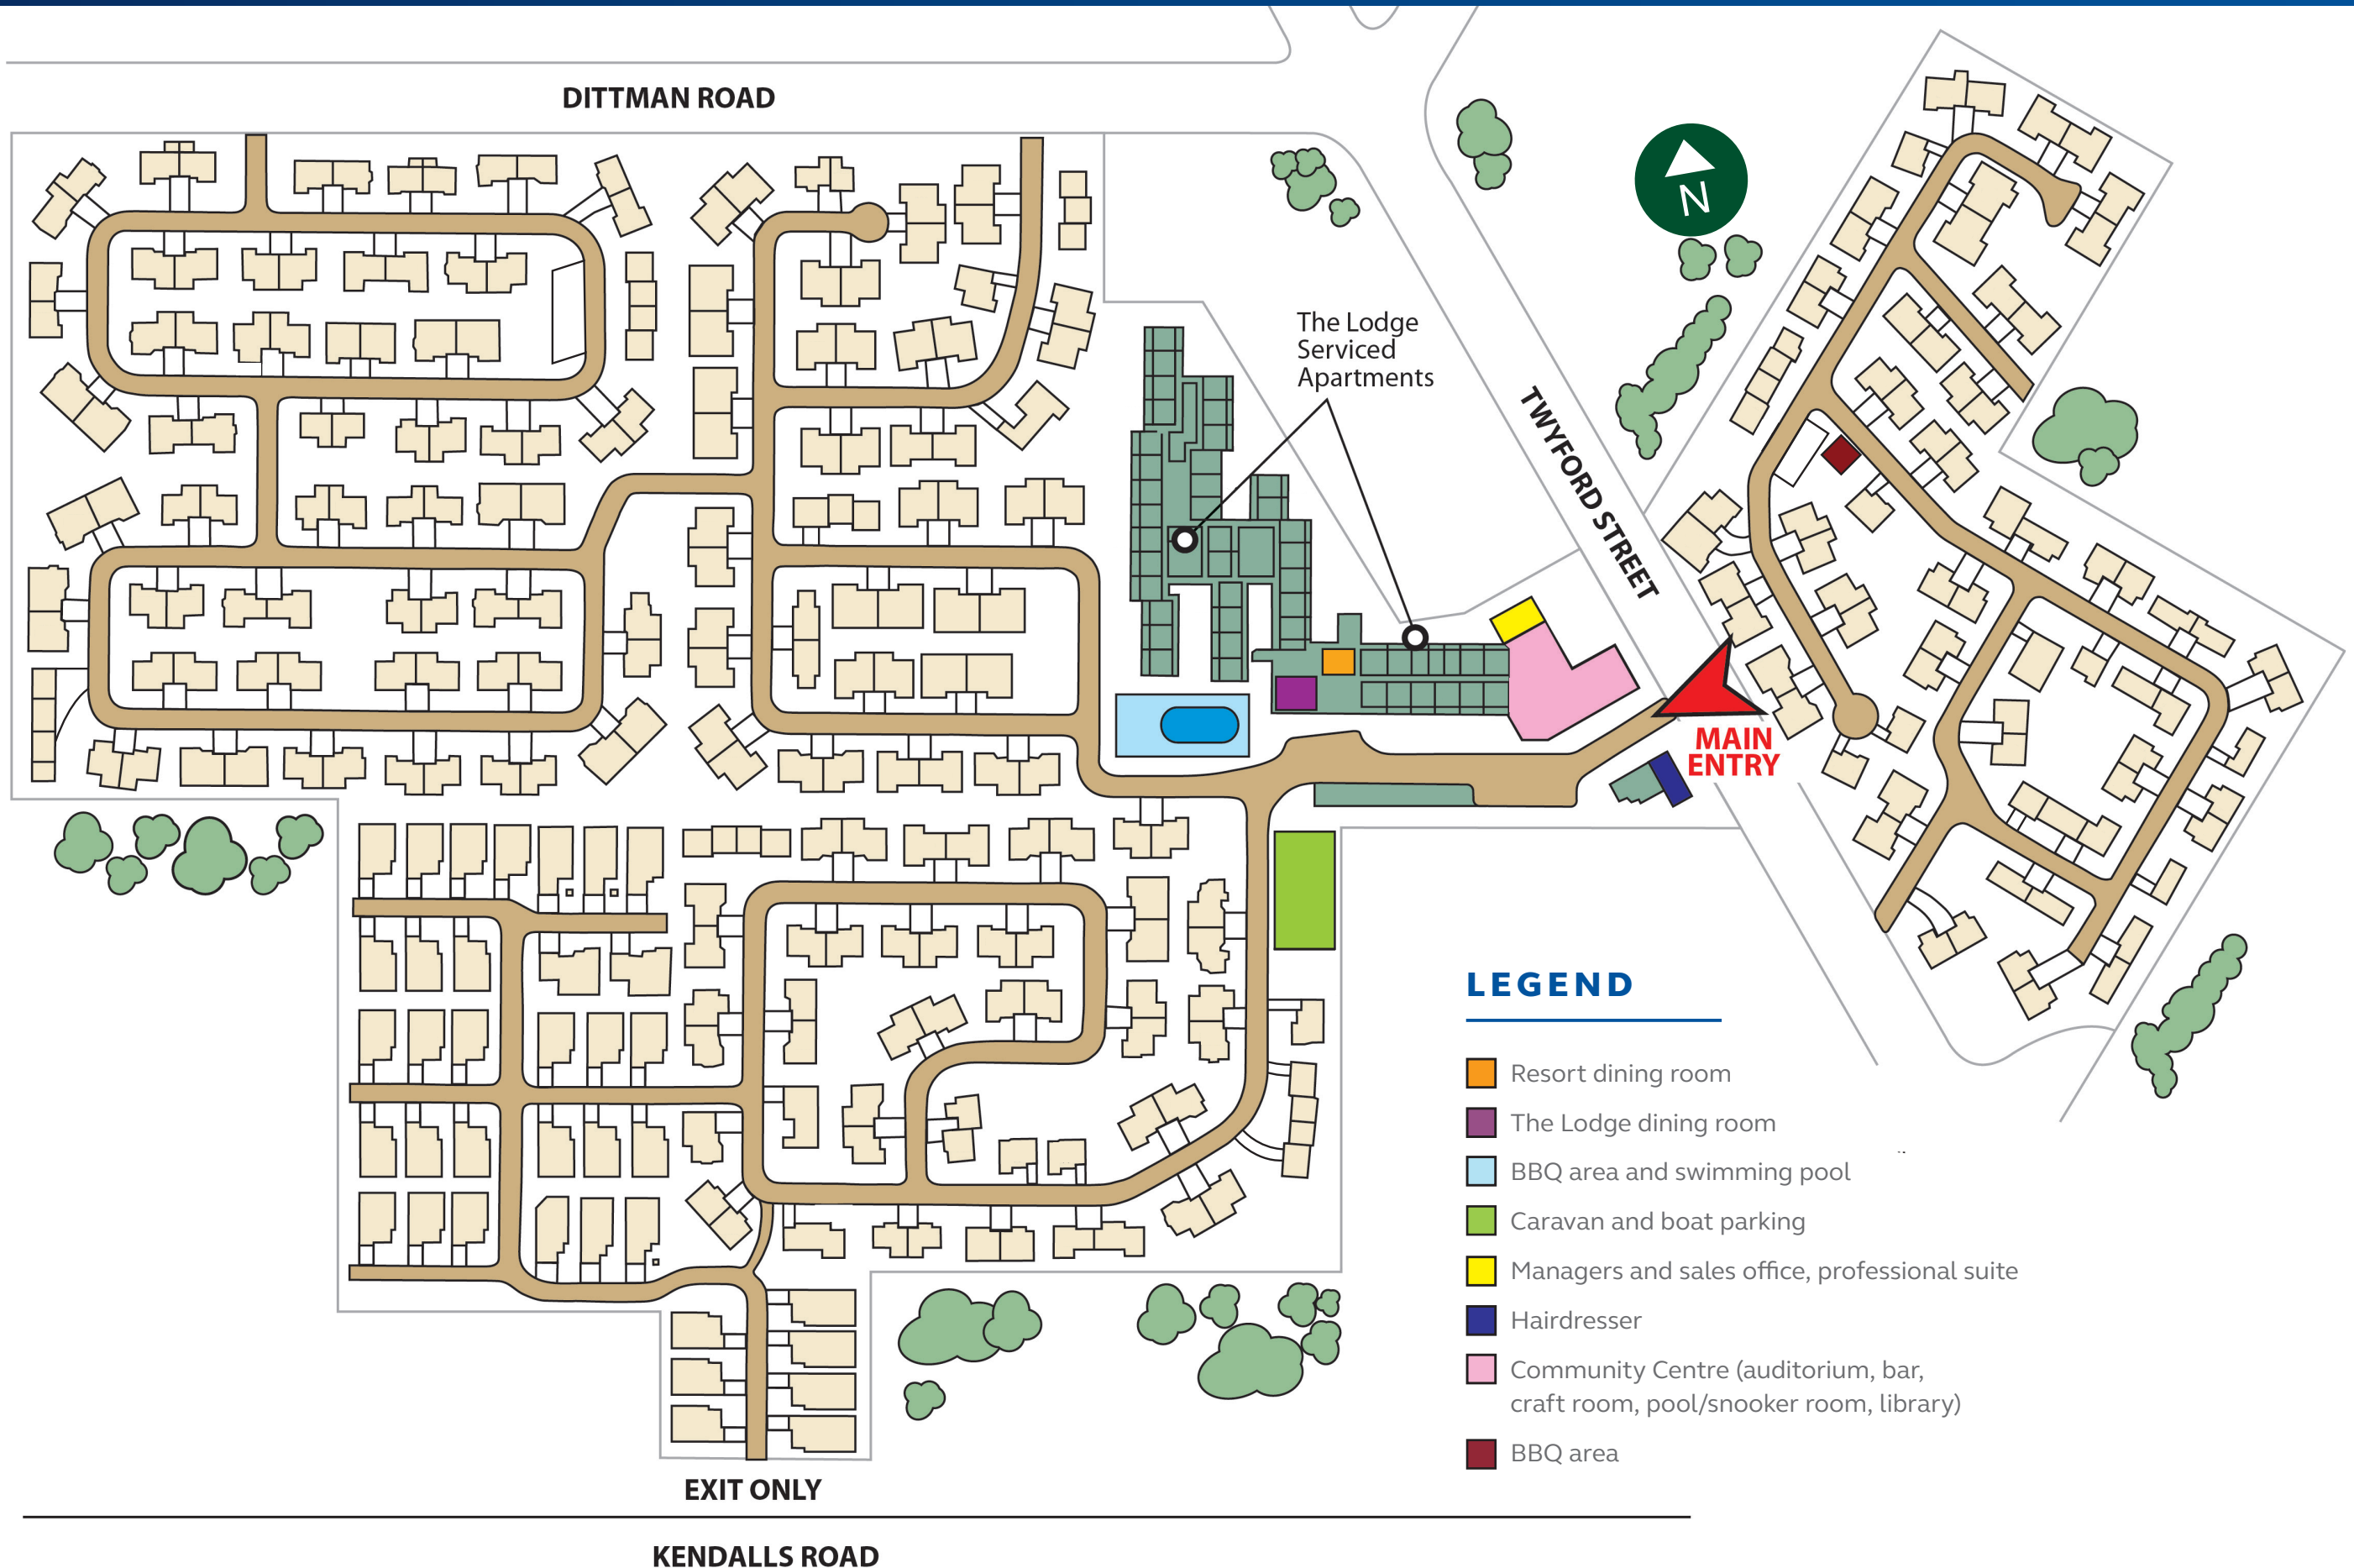 DITTMAN ROAD
N
The Lodge
Serviced
Apartments
TWYFORD STREET
MAIN
ENTRY
LEGEND
Resort dining room
The Lodge dining room
BBQ area and swimming pool
Caravan and boat parking
Managers and sales office, professional suite
Hairdresser
Community Centre (auditorium, bar,
craft room, pool/snooker room, library)
BBQ area
EXIT ONLY
KENDALLS ROAD